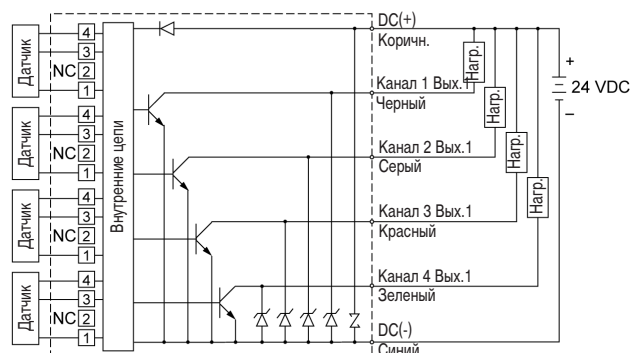 Датчик
4
3
NC 2
1
Датчик
4
3
NC 2
1
Датчик
4
3
NC 2
1
Датчик
4
3
NC 2
1
Внутренние цепи
DC(+)
Коричн.
Канал 1 Вых.1
Черный
Канал 2 Вых.1
Серый
Канал 3 Вых.1
Красный
Канал 4 Вых.1
Зеленый
DC(-)
Синий
Нагр.
Нагр.
Нагр.
Нагр.
+
24 VDC
–